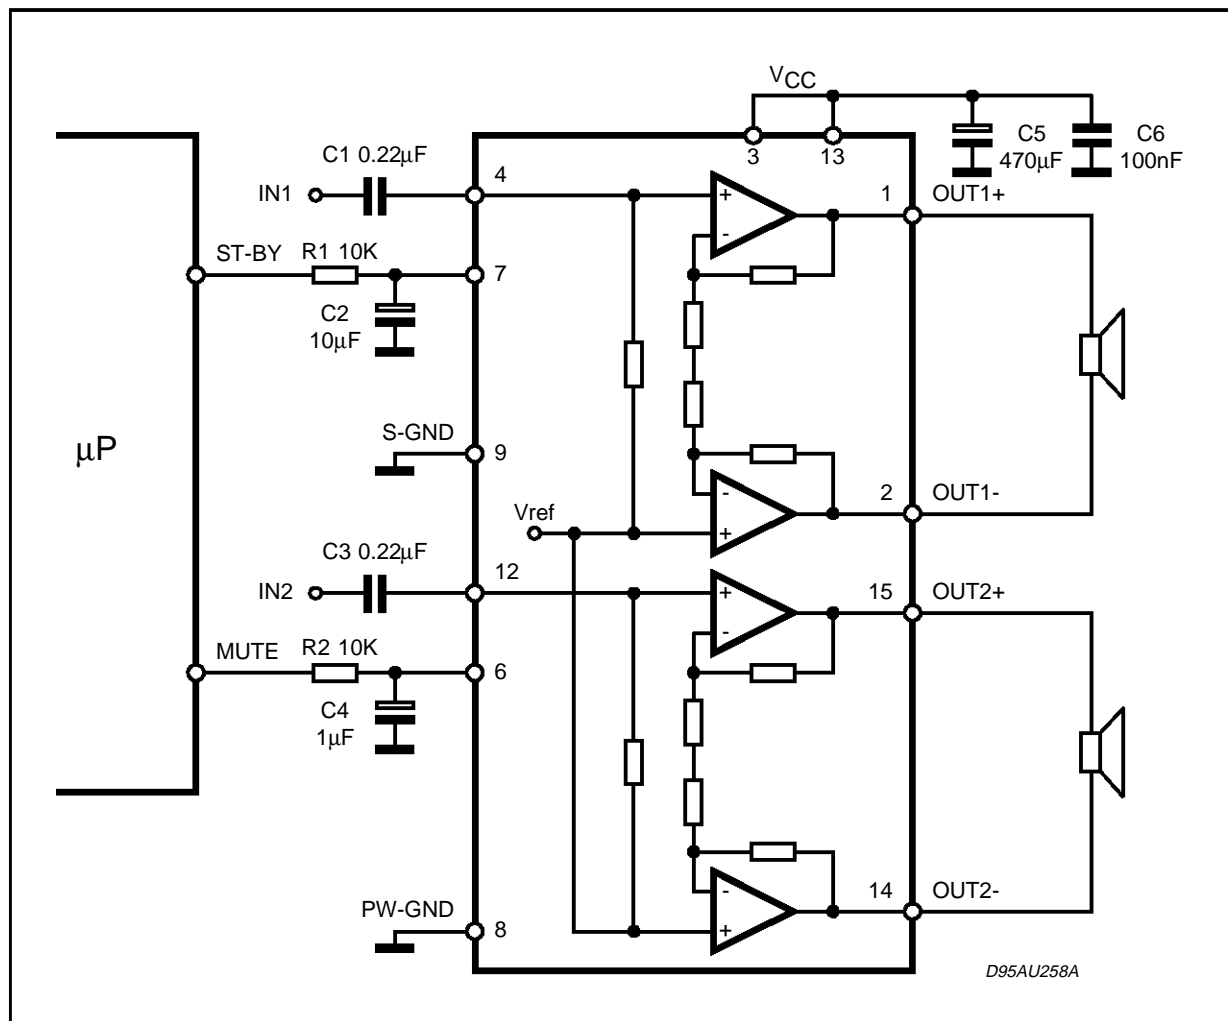 VCC
C1 0.22μF
4
3
13
C5
470μF
C6
100nF
IN1
+
-
1
OUT1+
ST-BY
R1 10K
7
C2
10μF
μP
S-GND
9
-
+
2
OUT1-
Vref
C3 0.22μF
12
IN2
+
-
15
OUT2+
MUTE
R2 10K
6
C4
1μF
PW-GND
8
-
+
14
OUT2-
D95AU258A